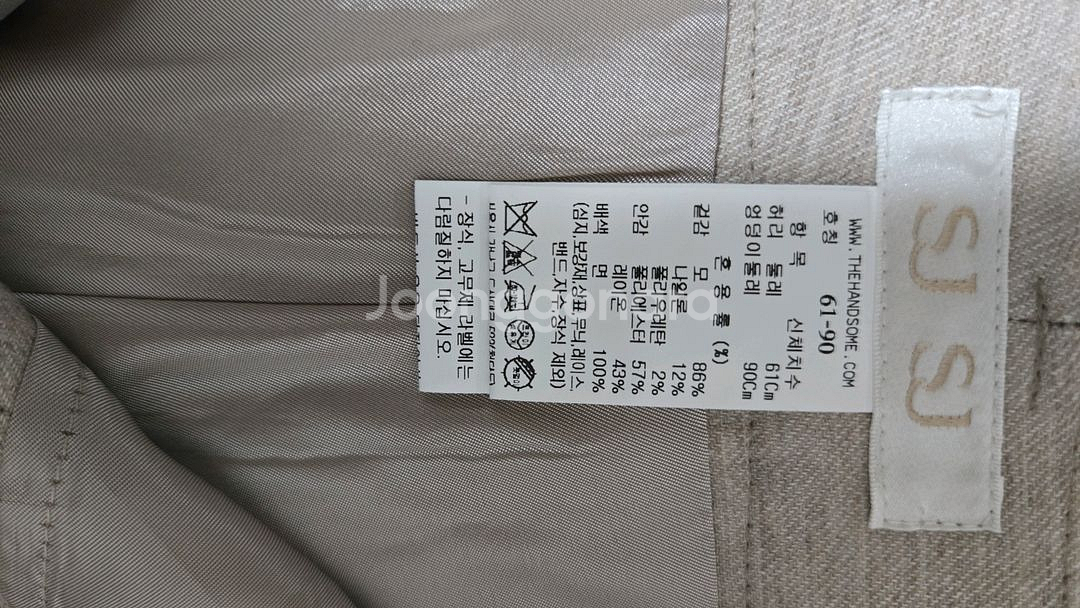 SJ SJ
WWW.THEHANDSOME.COM
호칭 61-90
항 목 신체치수
허리 둘레 61Cm
엉덩이둘레 90Cm
혼 용 률 (%)
겉감 모 86%
나일론 12%
폴리우레탄 2%
안감 폴리에스터 57%
레이온 43%
배색 면 100%
(심지,보강재,상표,무늬,레이스,
밴드,자수,장식 제외)
- 장식, 고무제 라벨에는
다림질하지 마십시오.
Joonggonara